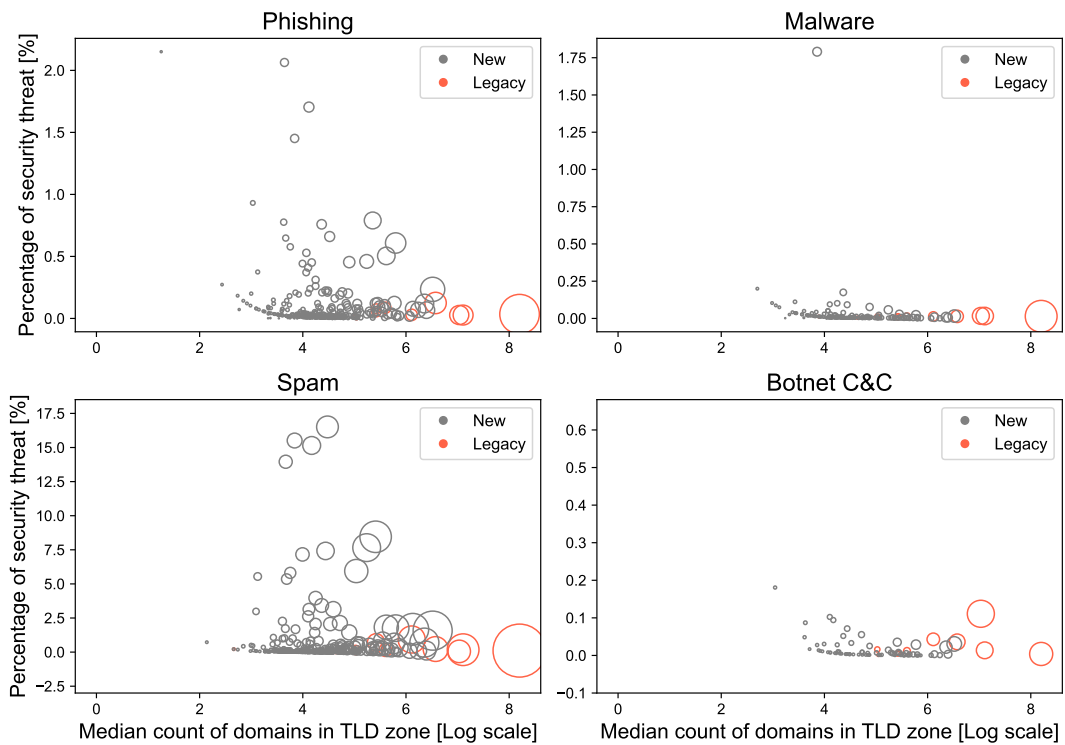 Phishing
Percentage of security threat [%]
2.0
1.5
1.0
0.5
0.0
0 2 4 6 8
New
Legacy
Malware
1.75
1.50
1.25
1.00
0.75
0.50
0.25
0.00
0 2 4 6 8
New
Legacy
Spam
Percentage of security threat [%]
17.5
15.0
12.5
10.0
7.5
5.0
2.5
0.0
−2.5
0 2 4 6 8
New
Legacy
Median count of domains in TLD zone [Log scale]
Botnet C&C
0.6
0.5
0.4
0.3
0.2
0.1
0.0
−0.1
0 2 4 6 8
New
Legacy
Median count of domains in TLD zone [Log scale]